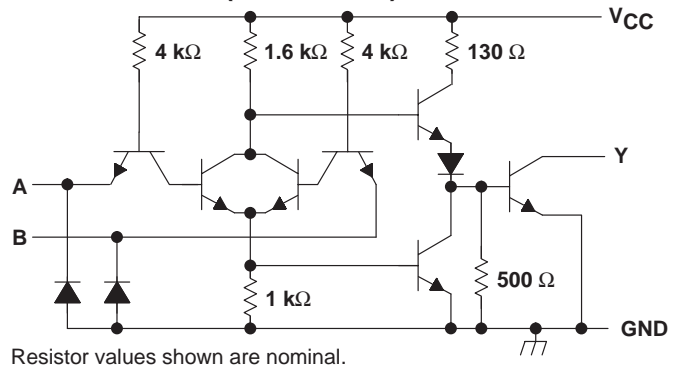 VCC
4 kΩ 1.6 kΩ 4 kΩ 130 Ω
Y
A
B
500 Ω
1 kΩ
GND
Resistor values shown are nominal.